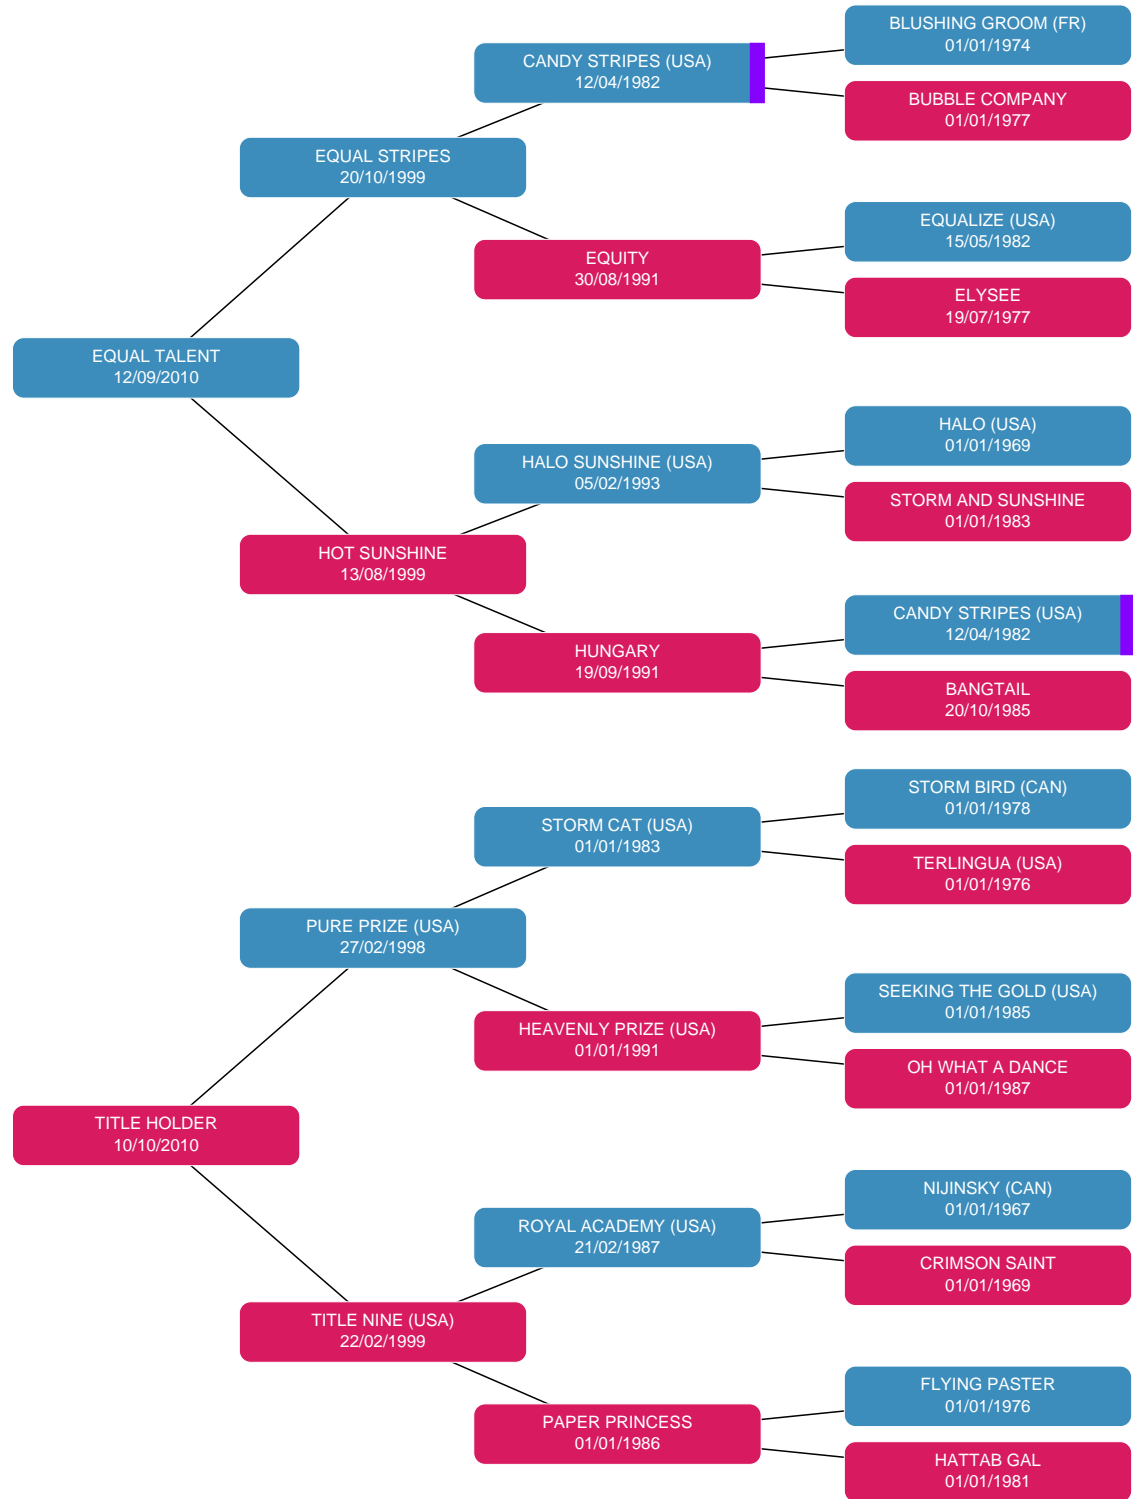 BLUSHING GROOM (FR)
01/01/1974
CANDY STRIPES (USA)
12/04/1982
BUBBLE COMPANY
01/01/1977
EQUAL STRIPES
20/10/1999
EQUALIZE (USA)
15/05/1982
EQUITY
30/08/1991
ELYSEE
19/07/1977
EQUAL TALENT
12/09/2010
HALO (USA)
01/01/1969
HALO SUNSHINE (USA)
05/02/1993
STORM AND SUNSHINE
01/01/1983
HOT SUNSHINE
13/08/1999
CANDY STRIPES (USA)
12/04/1982
HUNGARY
19/09/1991
BANGTAIL
20/10/1985
STORM BIRD (CAN)
01/01/1978
STORM CAT (USA)
01/01/1983
TERLINGUA (USA)
01/01/1976
PURE PRIZE (USA)
27/02/1998
SEEKING THE GOLD (USA)
01/01/1985
HEAVENLY PRIZE (USA)
01/01/1991
OH WHAT A DANCE
01/01/1987
TITLE HOLDER
10/10/2010
NIJINSKY (CAN)
01/01/1967
ROYAL ACADEMY (USA)
21/02/1987
CRIMSON SAINT
01/01/1969
TITLE NINE (USA)
22/02/1999
FLYING PASTER
01/01/1976
PAPER PRINCESS
01/01/1986
HATTAB GAL
01/01/1981